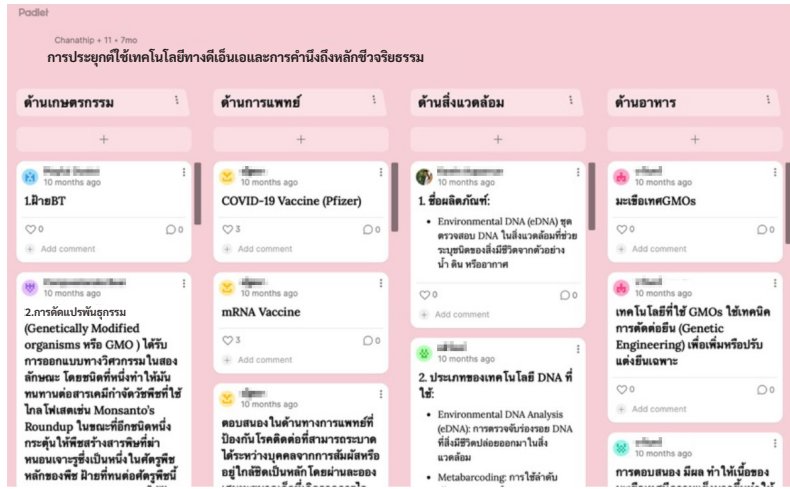 Padlet
Chanathip + 11 • 7mo
การประยุกต์ใช้เทคโนโลยีทางดีเอ็นเอและการคำนึงถึงหลักชีวจริยธรรม
ด้านเกษตรกรรม
10 months ago
1.ฝ้ายBT
0
0
Add comment
10 months ago
2.การดัดแปรพันธุกรรม
(Genetically Modified
organisms หรือ GMO ) ได้รับ
การออกแบบทางวิศวกรรมในสอง
ลักษณะ โดยชนิดที่หนึ่งทำให้มัน
ทนทานต่อสารเคมีกำจัดวัชพืชที่ใช้
ไกลโฟเสตเช่น Monsanto's
Roundup ในขณะที่อีกชนิดหนึ่ง
กระตุ้นให้พืชสร้างสารพิษที่ฆ่า
หนอนเจาะรูซึ่งเป็นหนึ่งในศัตรูพืช
หลักของพืช ฝ้ายที่ทนต่อศัตรูพืชนี้
ด้านการแพทย์
10 months ago
COVID-19 Vaccine (Pfizer)
3
0
Add comment
10 months ago
mRNA Vaccine
3
0
Add comment
10 months ago
ตอบสนองในด้านทางการแพทย์ที่
ป้องกันโรคติดต่อที่สามารถระบาด
ได้ระหว่างบุคคลจากการสัมผัสหรือ
อยู่ใกล้ชิดเป็นหลักโดยผ่านละออง
ด้านสิ่งแวดล้อม
10 months ago
1. ชื่อผลิตภัณฑ์:
• Environmental DNA (eDNA) ชุด
ตรวจสอบ DNA ในสิ่งแวดล้อมที่ช่วย
ระบุชนิดของสิ่งมีชีวิตจากตัวอย่าง
น้ำ ดิน หรืออากาศ
0
0
Add comment
10 months ago
2. ประเภทของเทคโนโลยี DNA ที่
ใช้:
• Environmental DNA Analysis
(eDNA): การตรวจจับร่องรอย DNA
ที่สิ่งมีชีวิตปล่อยออกมาในสิ่ง
แวดล้อม
• Metabarcoding: การใช้ลำดับ
ด้านอาหาร
10 months ago
มะเขือเทศGMOs
0
0
Add comment
10 months ago
เทคโนโลยีที่ใช้ GMOs ใช้เทคนิค
การตัดต่อยีน (Genetic
Engineering) เพื่อเพิ่มหรือปรับ
แต่งยีนเฉพาะ
0
0
Add comment
10 months ago
การตอบสนอง มีผล ทำให้เนื้อของ